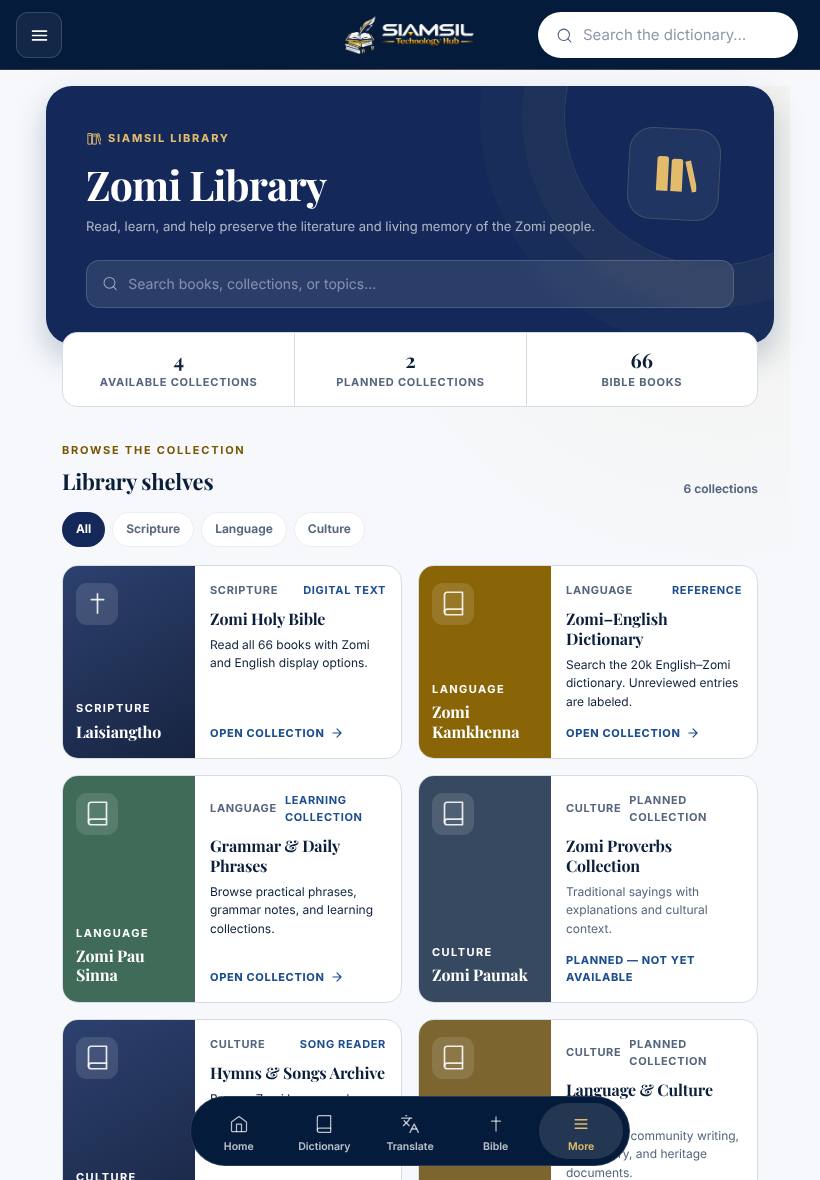 SIAMSIL
Technology Hub
Search the dictionary...
SIAMSIL LIBRARY
Zomi Library
Read, learn, and help preserve the literature and living memory of the Zomi people.
Search books, collections, or topics...
4
AVAILABLE COLLECTIONS
2
PLANNED COLLECTIONS
66
BIBLE BOOKS
BROWSE THE COLLECTION
Library shelves
6 collections
All
Scripture
Language
Culture
SCRIPTURE
Laisiangtho
SCRIPTURE
DIGITAL TEXT
Zomi Holy Bible
Read all 66 books with Zomi
and English display options.
OPEN COLLECTION →
LANGUAGE
Zomi
Kamkhenna
LANGUAGE
REFERENCE
Zomi–English
Dictionary
Search the 20k English–Zomi
dictionary. Unreviewed entries
are labeled.
OPEN COLLECTION →
LANGUAGE
Zomi Pau
Sinna
LANGUAGE
LEARNING
COLLECTION
Grammar & Daily
Phrases
Browse practical phrases,
grammar notes, and learning
collections.
OPEN COLLECTION →
CULTURE
Zomi Paunak
CULTURE
PLANNED
COLLECTION
Zomi Proverbs
Collection
Traditional sayings with
explanations and cultural
context.
PLANNED — NOT YET
AVAILABLE
CULTURE
CULTURE
SONG READER
Hymns & Songs Archive
CULTURE
PLANNED
COLLECTION
Language & Culture
community writing,
and heritage
documents.
Home
Dictionary
Translate
Bible
More